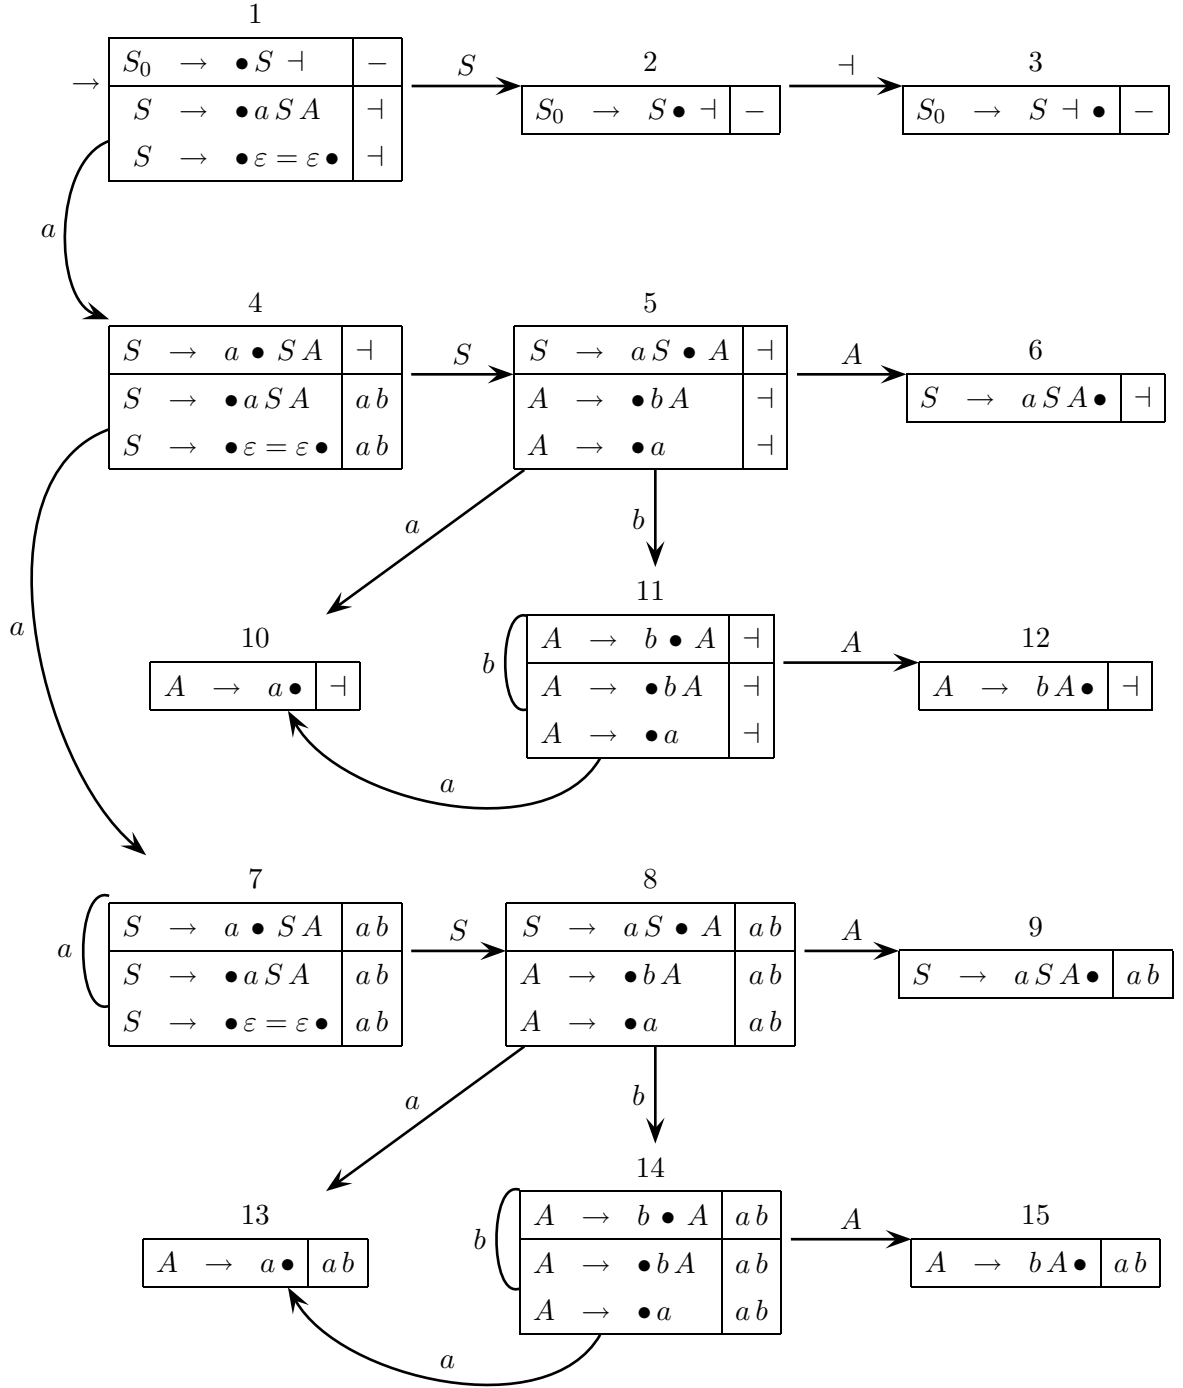 1
S₀ → • S ⊣ −
→
S → • a S A ⊣
S → • ε = ε • ⊣
S
2
S₀ → S • ⊣ −
⊣
3
S₀ → S ⊣ • −
a
4
S → a • S A ⊣
S → • a S A a b
S → • ε = ε • a b
S
5
S → a S • A ⊣
A → • b A ⊣
A → • a ⊣
A
6
S → a S A • ⊣
a
a
b
10
A → a • ⊣
11
A → b • A ⊣
A → • b A ⊣
A → • a ⊣
b
A
12
A → b A • ⊣
a
7
S → a • S A a b
S → • a S A a b
S → • ε = ε • a b
a
S
8
S → a S • A a b
A → • b A a b
A → • a a b
A
9
S → a S A • a b
a
b
13
A → a • a b
14
A → b • A a b
A → • b A a b
A → • a a b
b
A
15
A → b A • a b
a